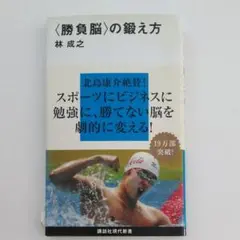 〈勝負脳〉の鍛え方
林 成之
北島康介絶賛!
スポーツにビジネスに
勉強に、勝てない脳を
劇的に変える!
15万部
突破!
講談社現代新書